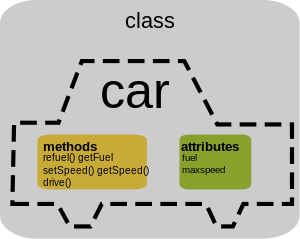 class
car
methods
refuel() getFuel
setSpeed() getSpeed()
drive()
attributes
fuel
maxspeed